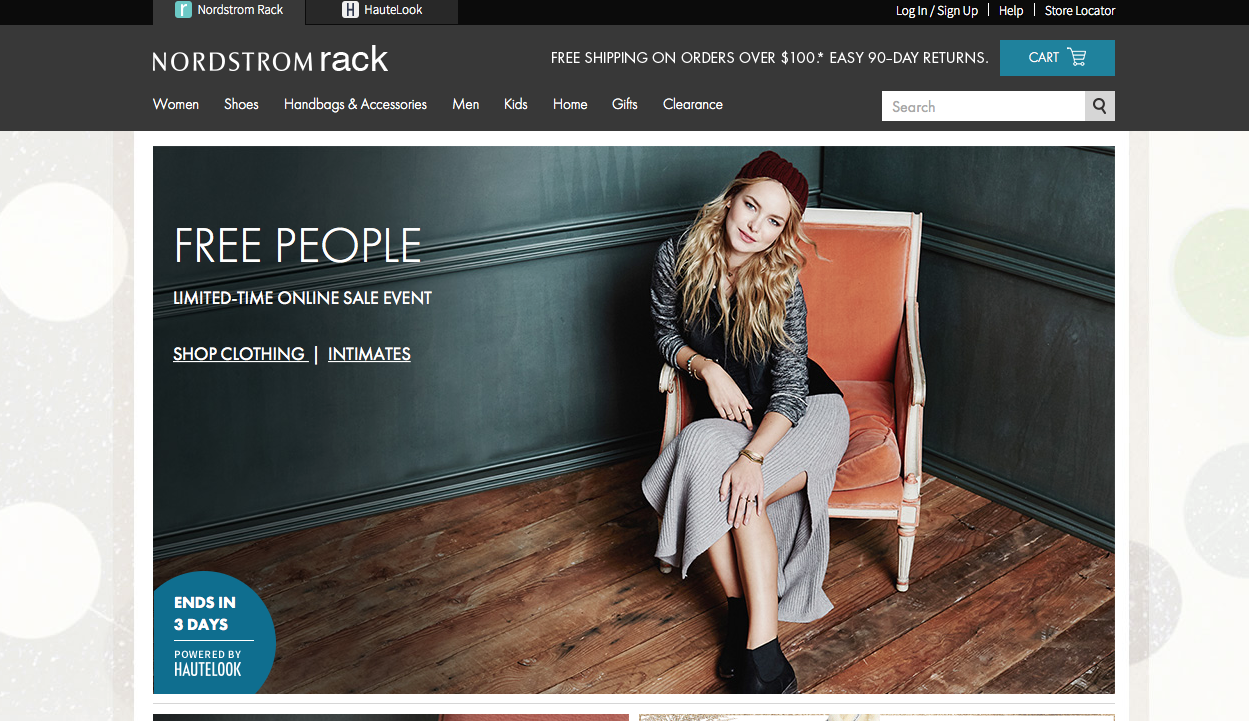 Nordstrom Rack
HauteLook
Log In / Sign Up | Help | Store Locator
NORDSTROM rack
FREE SHIPPING ON ORDERS OVER $100.* EASY 90–DAY RETURNS.
CART
Women Shoes Handbags & Accessories Men Kids Home Gifts Clearance
Search
FREE PEOPLE
LIMITED-TIME ONLINE SALE EVENT
SHOP CLOTHING | INTIMATES
ENDS IN
3 DAYS
POWERED BY
HAUTELOOK